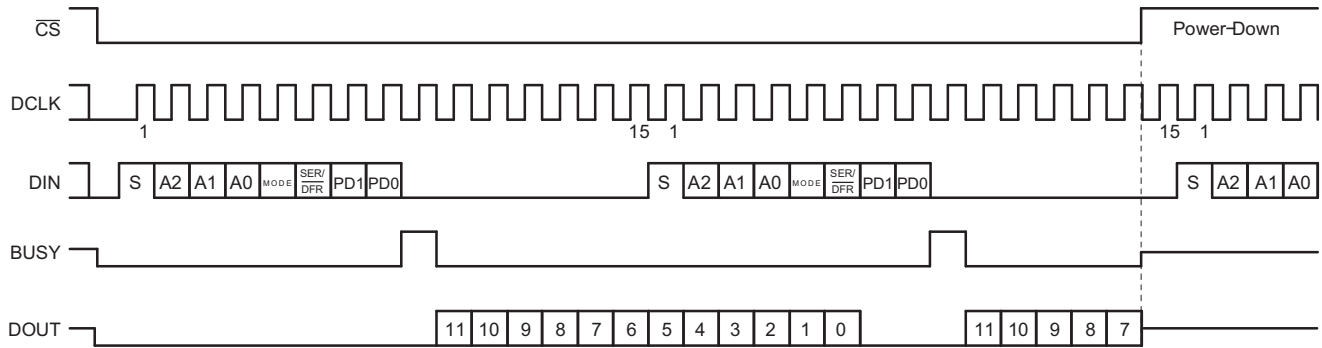 CS Power-Down
DCLK
1 15 1 15 1
DIN S A2 A1 A0 MODE SER/DFR PD1 PD0 S A2 A1 A0 MODE SER/DFR PD1 PD0 S A2 A1 A0
BUSY
DOUT 11 10 9 8 7 6 5 4 3 2 1 0 11 10 9 8 7